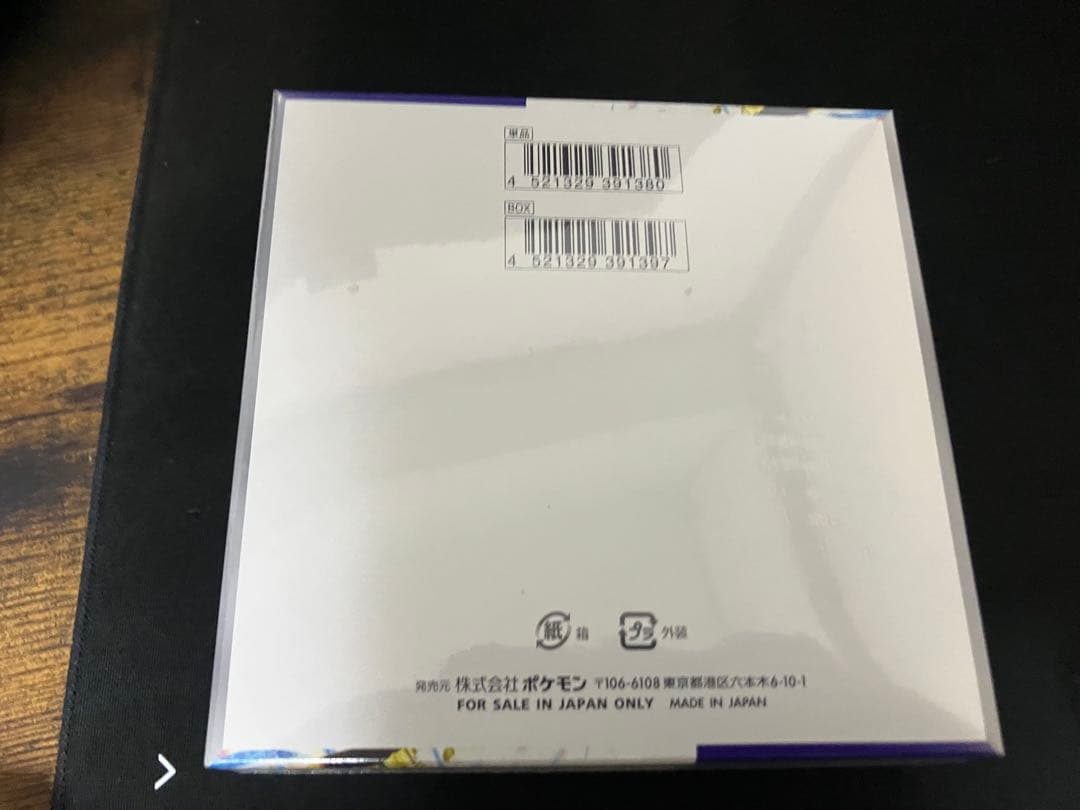 単品
4 521329 391380
BOX
4 521329 391397
紙 箱 プラ 外装
発売元 株式会社 ポケモン 〒106-6108 東京都港区六本木6-10-1
FOR SALE IN JAPAN ONLY MADE IN JAPAN